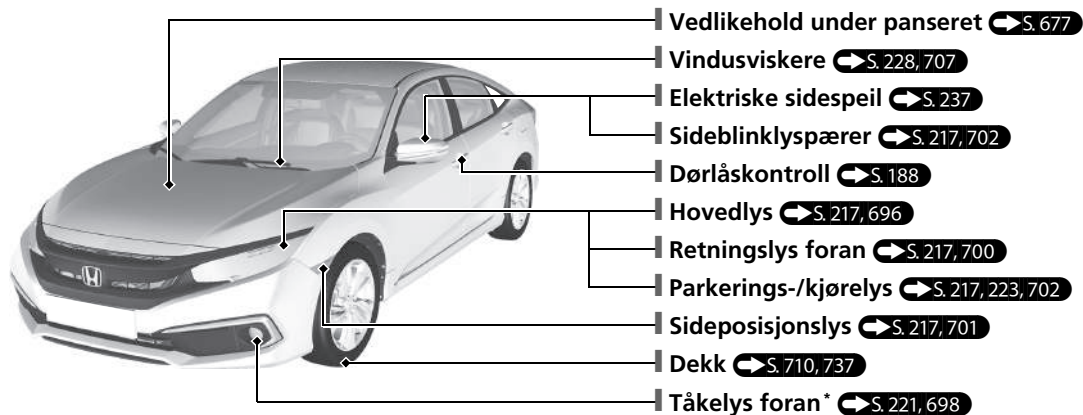 Vedlikehold under panseret S. 677
Vindusviskere S. 228, 707
Elektriske sidespeil S. 237
Sideblinklyspærer S. 217, 702
Dørlåskontroll S. 188
Hovedlys S. 217, 696
Retningslys foran S. 217, 700
Parkerings-/kjørelys S. 217, 223, 702
Sideposisjonslys S. 217, 701
Dekk S. 710, 737
Tåkelys foran* S. 221, 698